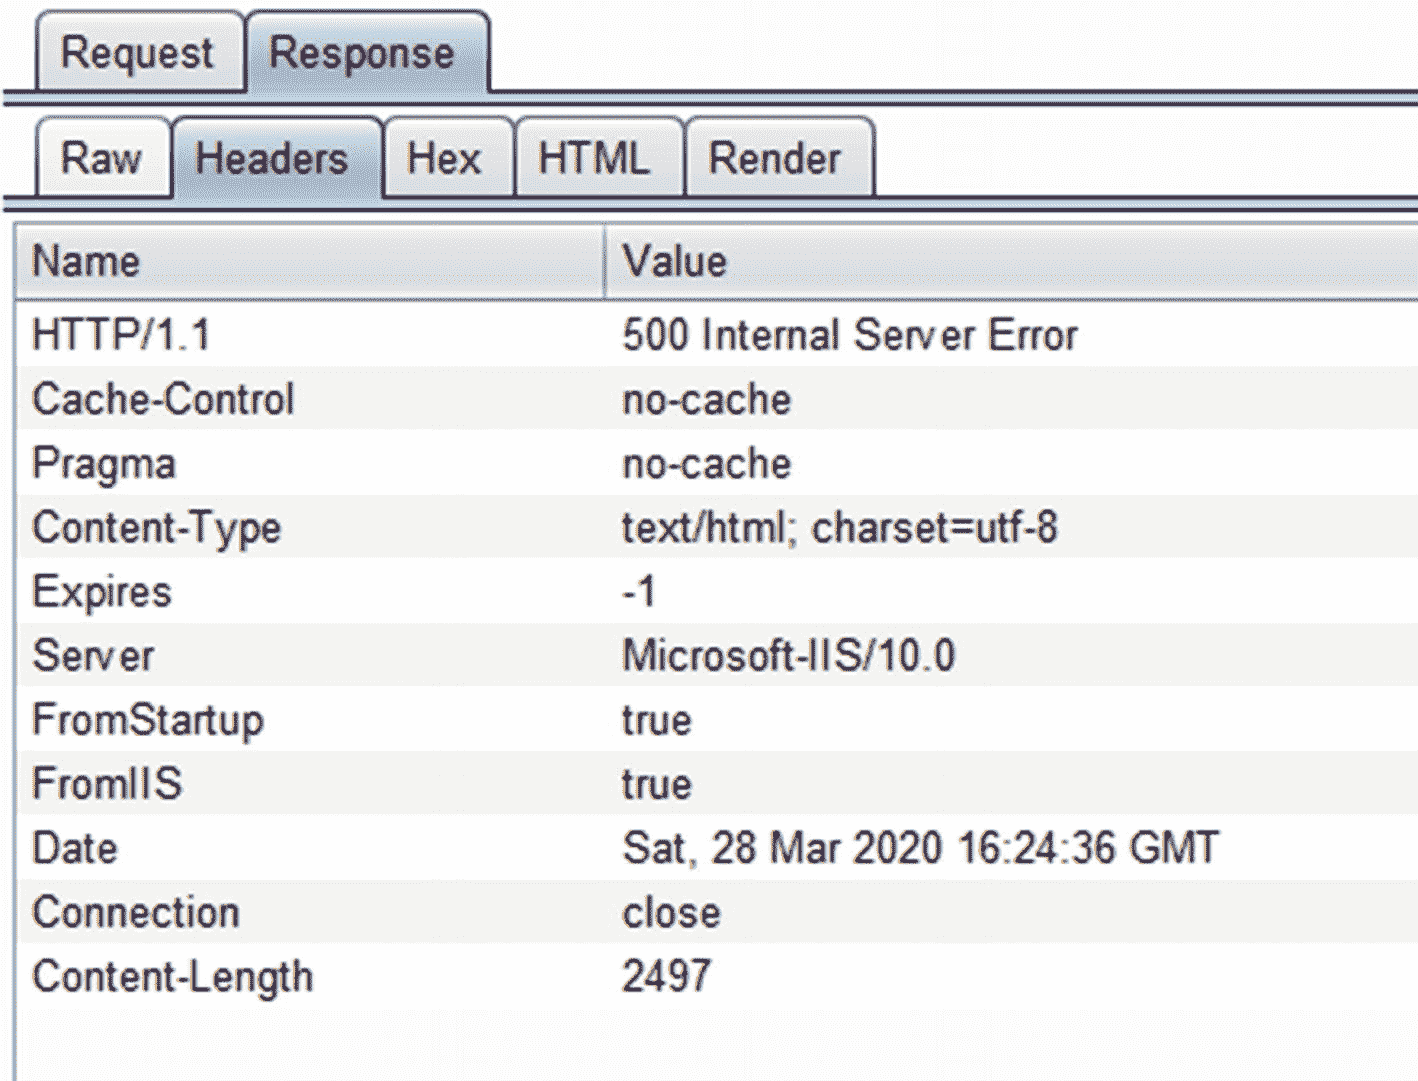 Request Response
Raw Headers Hex HTML Render
Name Value
HTTP/1.1 500 Internal Server Error
Cache-Control no-cache
Pragma no-cache
Content-Type text/html; charset=utf-8
Expires -1
Server Microsoft-IIS/10.0
FromStartup true
FromIIS true
Date Sat, 28 Mar 2020 16:24:36 GMT
Connection close
Content-Length 2497